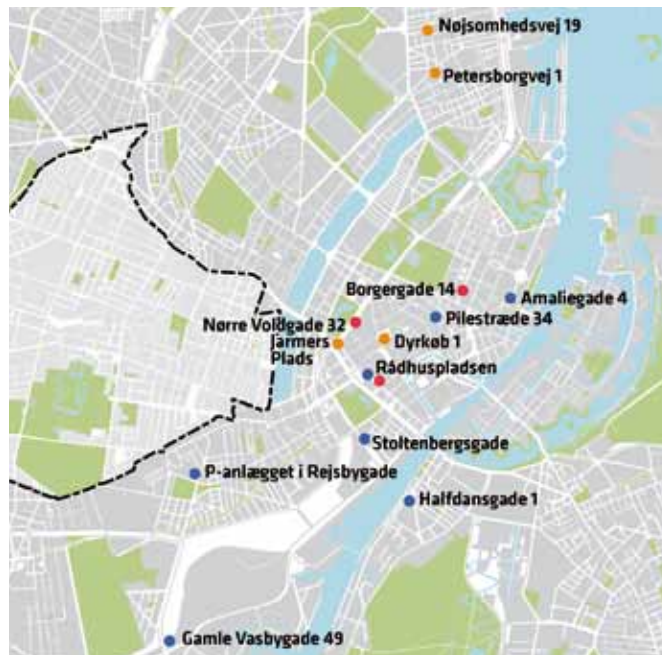 Nøjsomhedsvej 19
Petersborgvej 1
Borgergade 14
Amaliegade 4
Nørre Voldgade 32
Pilestræde 34
Jarmers
Plads
Dyrkøb 1
Rådhuspladsen
Stoltenbergsgade
P-anlægget i Rejsbygade
Halfdansgade 1
Gamle Vasbygade 49